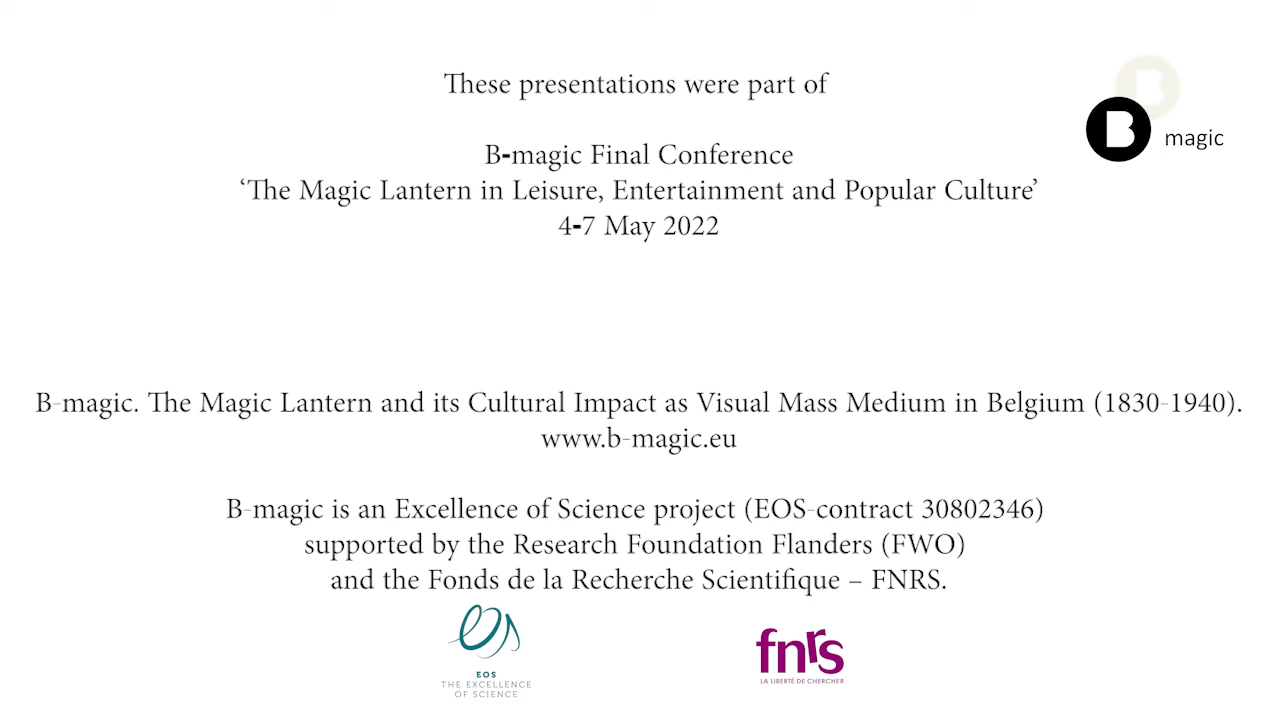 These presentations were part of
B
B magic
B-magic Final Conference
‘The Magic Lantern in Leisure, Entertainment and Popular Culture’
4-7 May 2022
B-magic. The Magic Lantern and its Cultural Impact as Visual Mass Medium in Belgium (1830-1940).
www.b-magic.eu
B-magic is an Excellence of Science project (EOS-contract 30802346)
supported by the Research Foundation Flanders (FWO)
and the Fonds de la Recherche Scientifique – FNRS.
eos
EOS
THE EXCELLENCE
OF SCIENCE
fnrs
LA LIBERTÉ DE CHERCHER